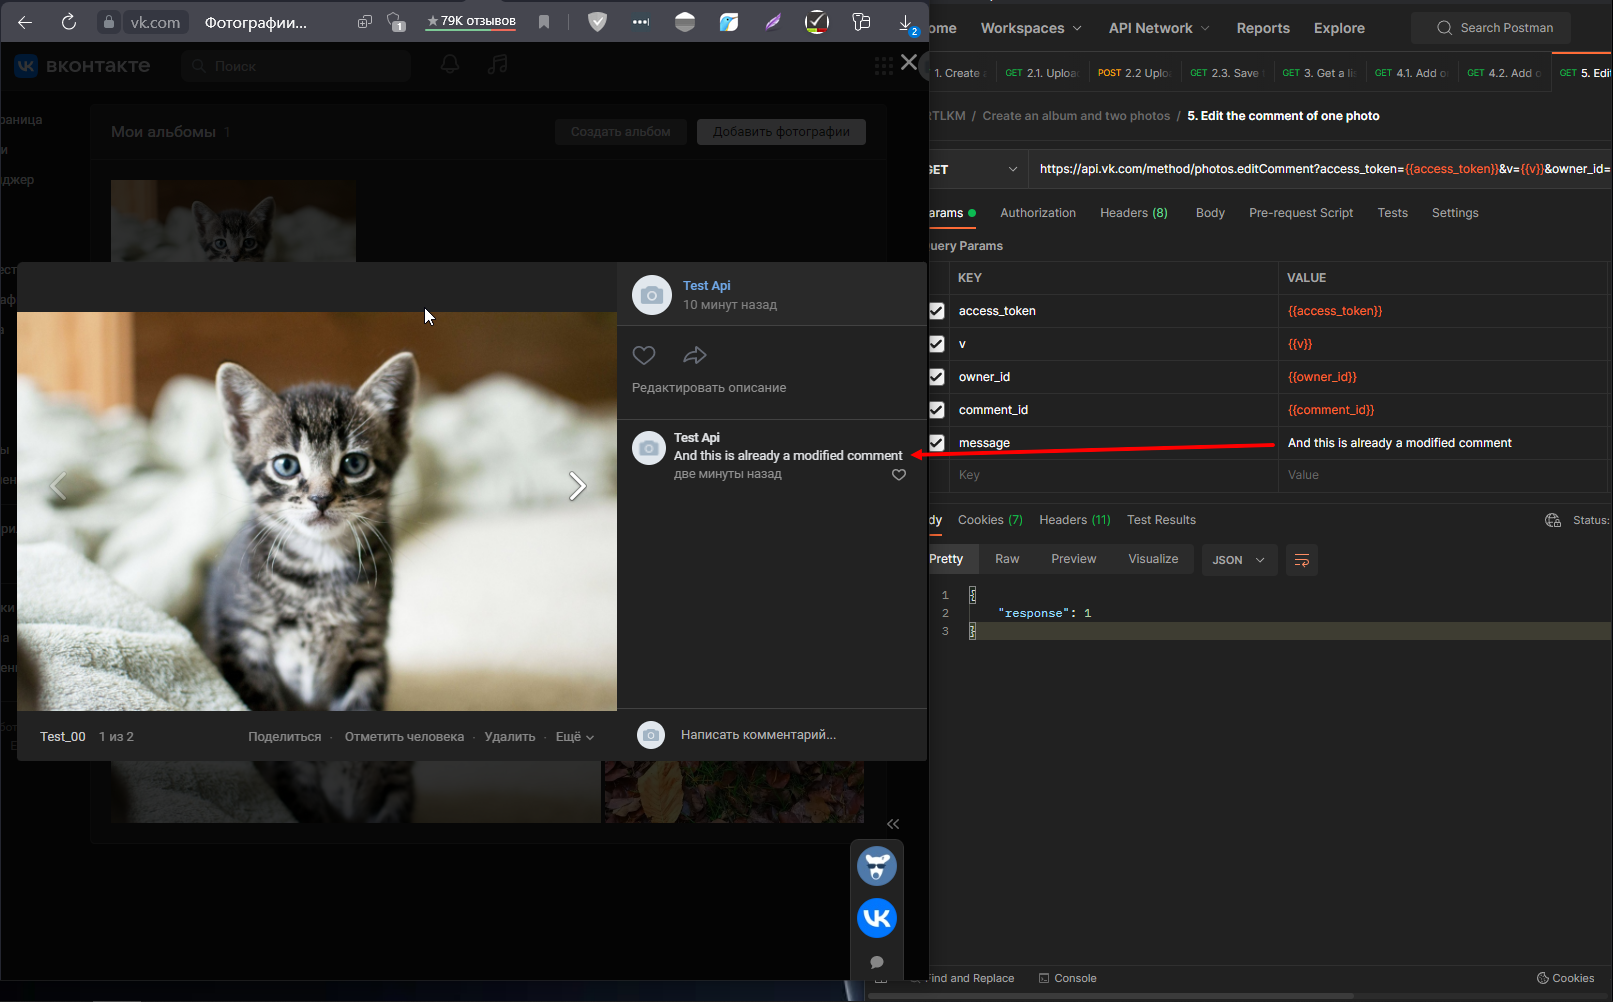 vk.com
Фотографии...
★79K отзывов
1
2
вконтакте
Поиск
Мои альбомы 1
Создать альбом
Добавить фотографии
Test Api
10 минут назад
Редактировать описание
Test Api
And this is already a modified comment
две минуты назад
Test_00 1 из 2
Поделиться · Отметить человека · Удалить · Ещё
Написать комментарий...
Workspaces
API Network
Reports
Explore
Search Postman
1. Create
GET 2.1. Uploa
POST 2.2 Uplo
GET 2.3. Save
GET 3. Get a li
GET 4.1. Add o
GET 4.2. Add o
GET 5. Edi
TLKM / Create an album and two photos / 5. Edit the comment of one photo
GET
https://api.vk.com/method/photos.editComment?access_token={{access_token}}&v={{v}}&owner_id=
arams
Authorization
Headers (8)
Body
Pre-request Script
Tests
Settings
uery Params
KEY VALUE
access_token {{access_token}}
v {{v}}
owner_id {{owner_id}}
comment_id {{comment_id}}
message And this is already a modified comment
Key Value
dy
Cookies (7)
Headers (11)
Test Results
Status:
Pretty
Raw
Preview
Visualize
JSON
1 {
2 "response": 1
3 }
ind and Replace
Console
Cookies